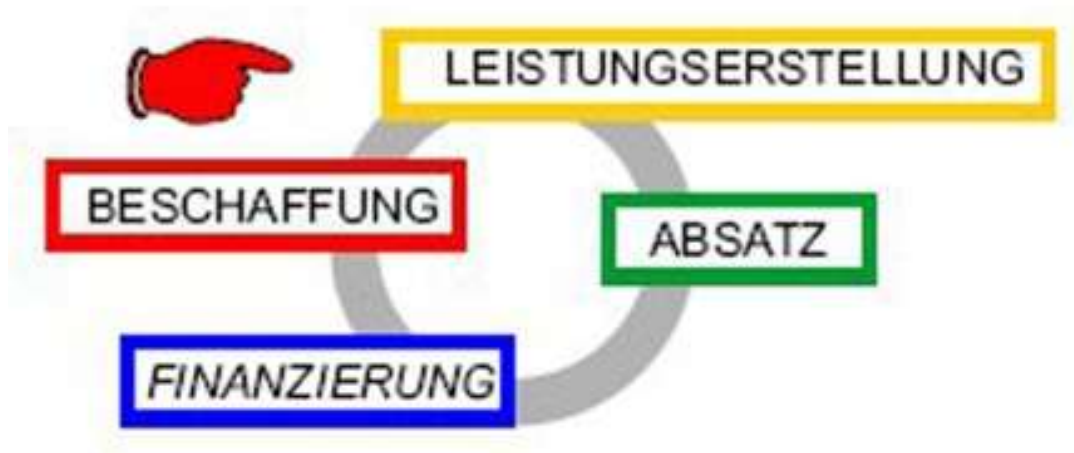 LEISTUNGSERSTELLUNG
BESCHAFFUNG
ABSATZ
FINANZIERUNG